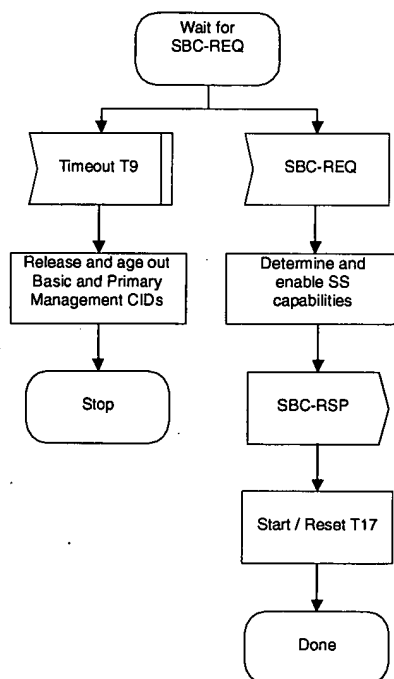 Wait for
SBC-REQ
Timeout T9
SBC-REQ
Release and age out
Basic and Primary
Management CIDs
Determine and
enable SS
capabilities
Stop
SBC-RSP
Start / Reset T17
Done